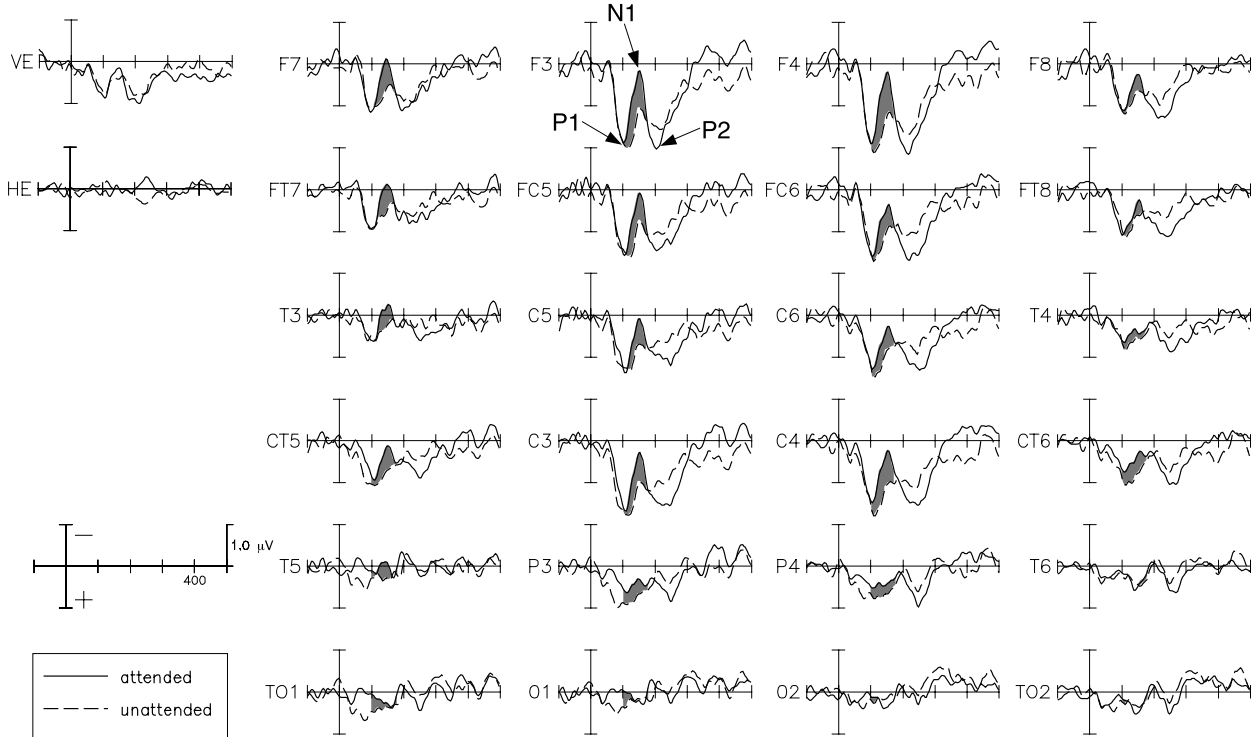 N1
VE F7 F3 F4 F8
P1 P2
HE FT7 FC5 FC6 FT8
T3 C5 C6 T4
CT5 C3 C4 CT6
− 1,0 μV
400
+
T5 P3 P4 T6
attended
unattended
TO1 O1 O2 TO2